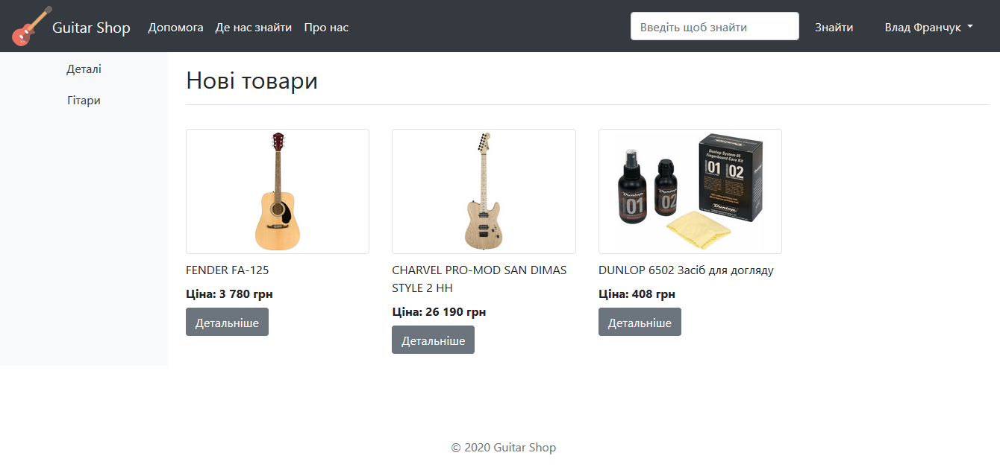 Guitar Shop Допомога Де нас знайти Про нас Введіть щоб знайти Знайти Влад Франчук
Деталі
Гітари
Нові товари
FENDER FA-125
Ціна: 3 780 грн
Детальніше
CHARVEL PRO-MOD SAN DIMAS
STYLE 2 HH
Ціна: 26 190 грн
Детальніше
Dunlop System 65
Fingerboard Care Kit
01 02
Dunlop
01
Dunlop
02
Dunlop
DUNLOP 6502 Засіб для догляду
Ціна: 408 грн
Детальніше
© 2020 Guitar Shop